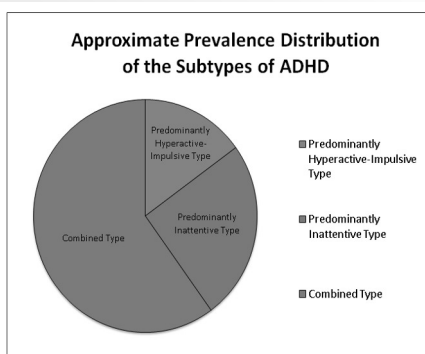 Approximate Prevalence Distribution
of the Subtypes of ADHD
Predominantly
Hyperactive-
Impulsive Type
Predominantly
Inattentive Type
Combined Type
Predominantly
Hyperactive-Impulsive
Type
Predominantly
Inattentive Type
Combined Type